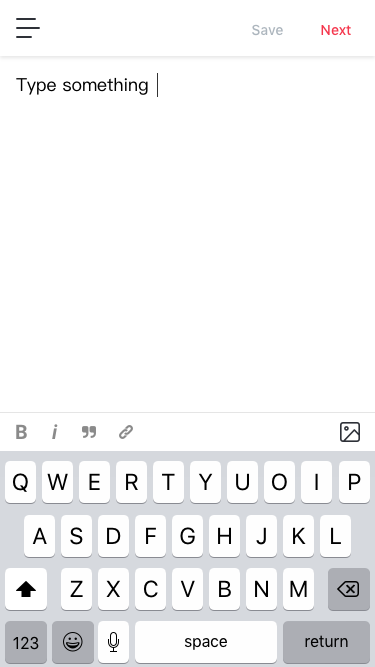 Save Next
Type something
B i
Q W E R T Y U O I P
A S D F G H J K L
Z X C V B N M
123 space return